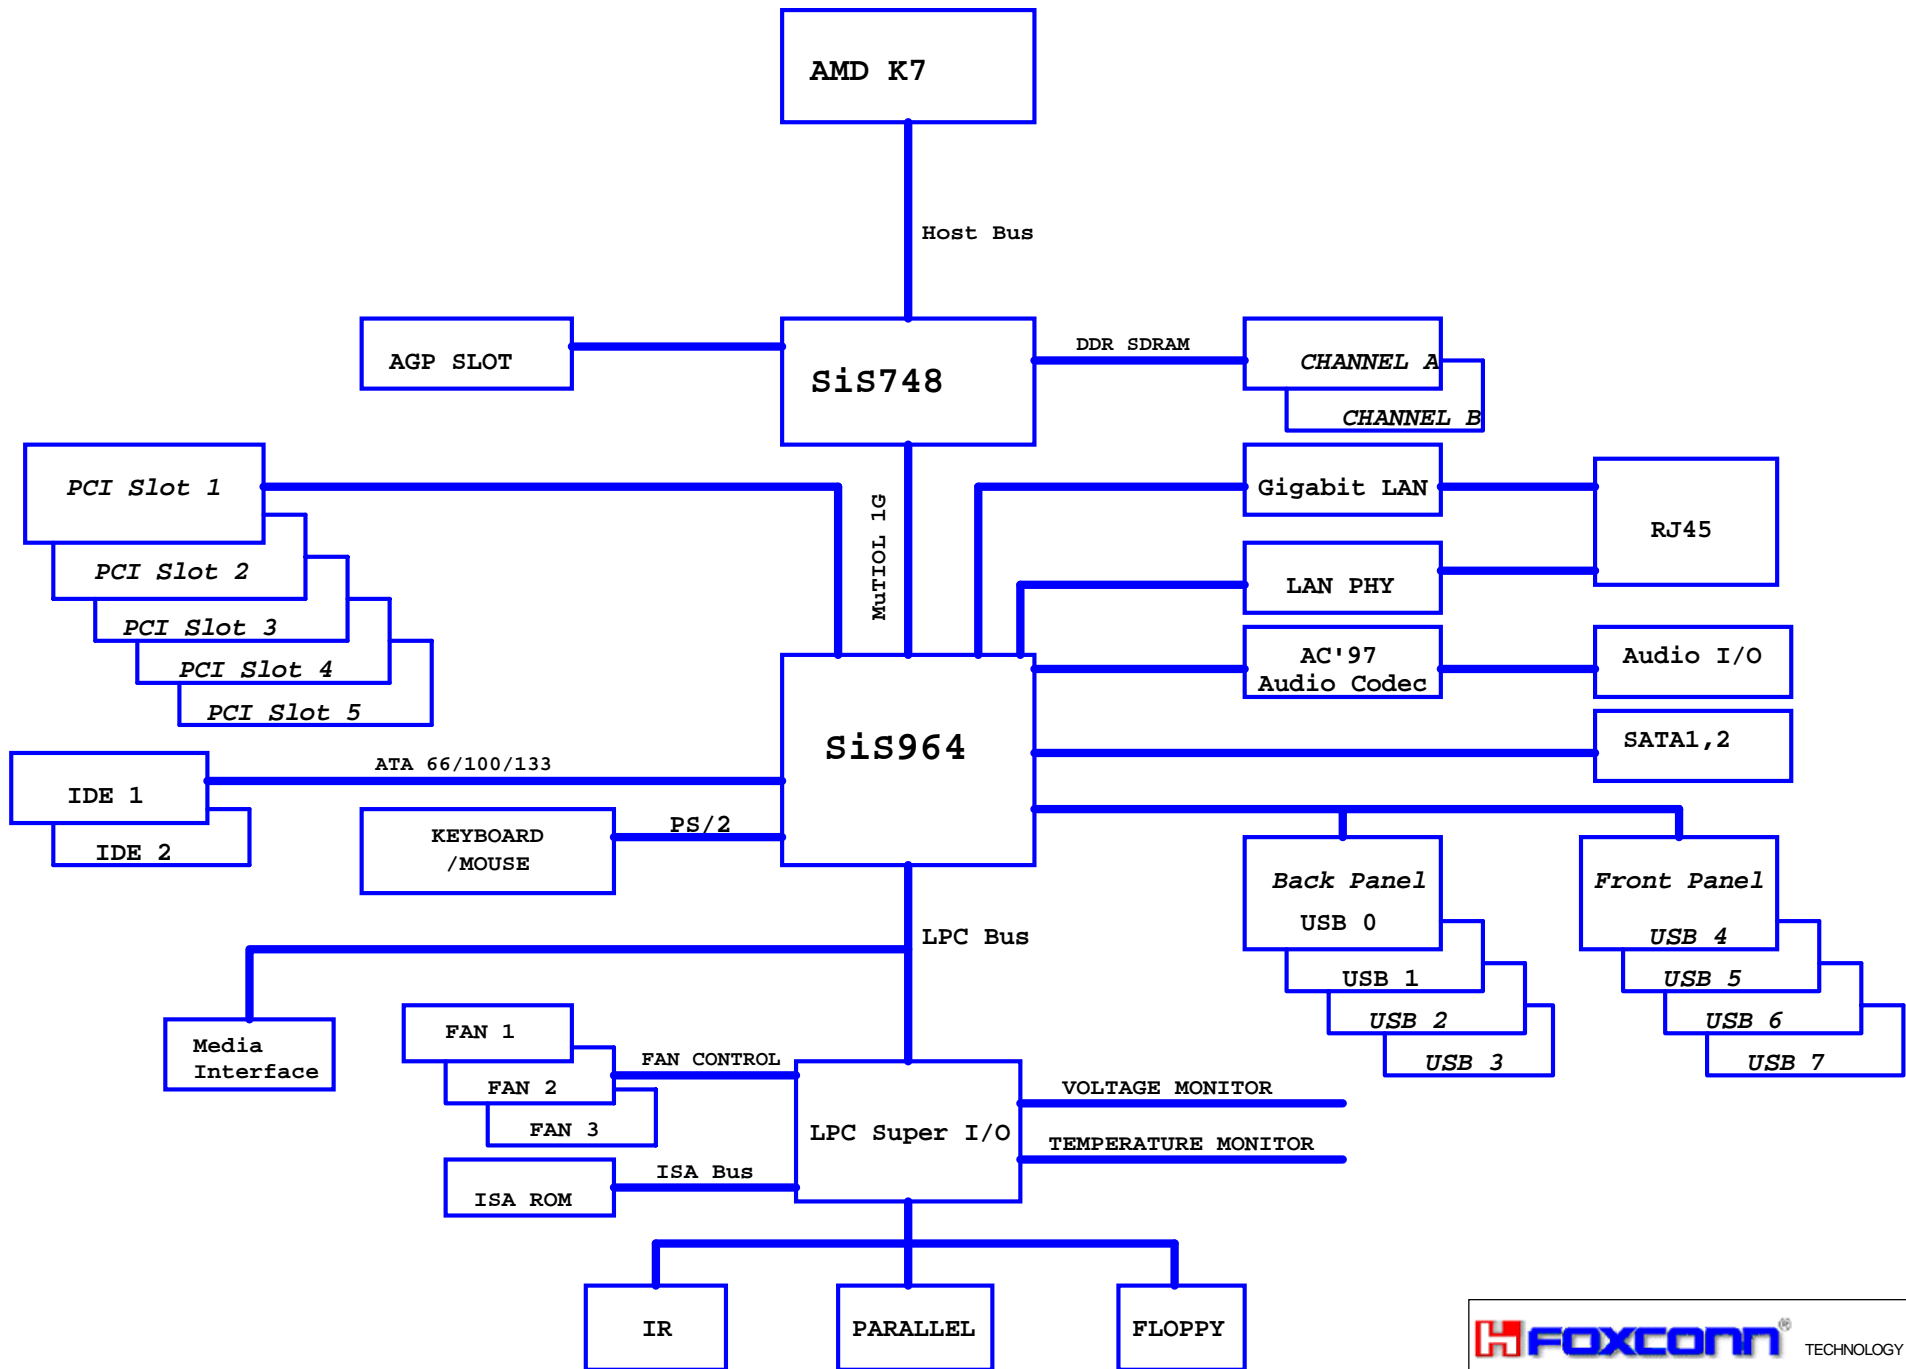 AMD K7
Host Bus
AGP SLOT
SiS748
DDR SDRAM
CHANNEL A
CHANNEL B
PCI Slot 1
PCI Slot 2
PCI Slot 3
PCI Slot 4
PCI Slot 5
MuTIOL 1G
Gigabit LAN
LAN PHY
RJ45
AC'97
Audio Codec
Audio I/O
SiS964
SATA1,2
IDE 1
IDE 2
ATA 66/100/133
KEYBOARD
/MOUSE
PS/2
Back Panel
USB 0
USB 1
USB 2
USB 3
Front Panel
USB 4
USB 5
USB 6
USB 7
LPC Bus
Media
Interface
FAN 1
FAN 2
FAN 3
FAN CONTROL
LPC Super I/O
VOLTAGE MONITOR
TEMPERATURE MONITOR
ISA Bus
ISA ROM
IR
PARALLEL
FLOPPY
FOXCONN® TECHNOLOGY